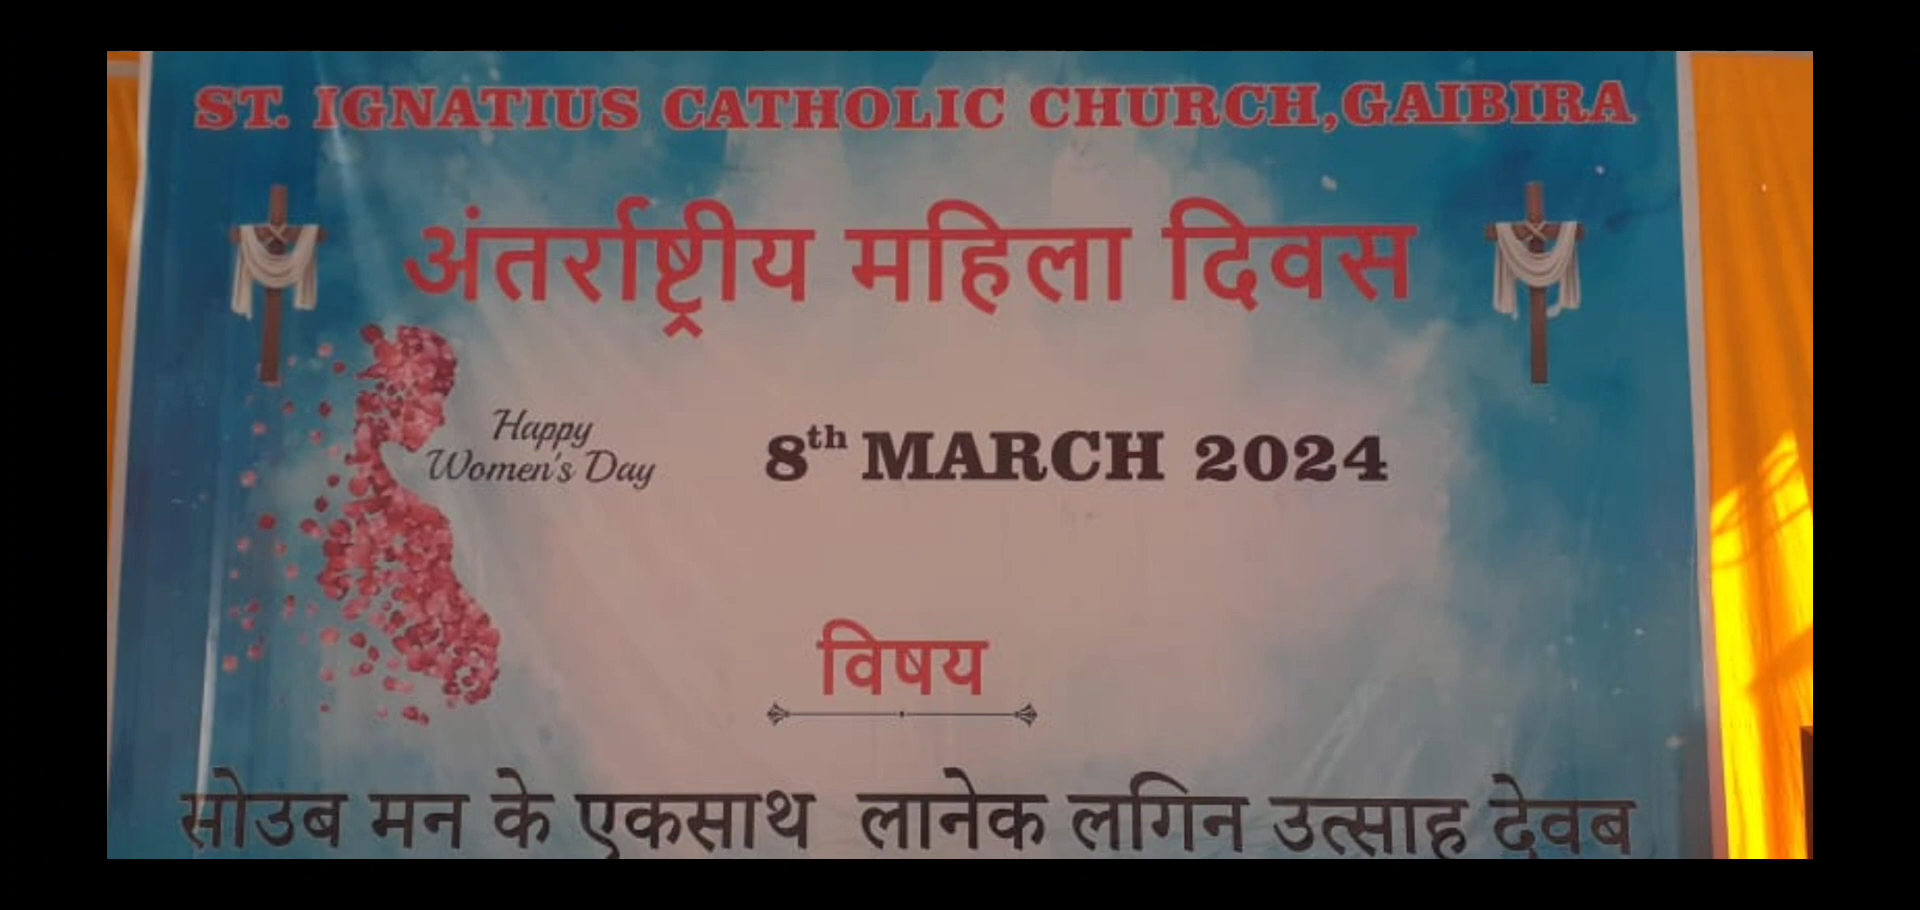 ST. IGNATIUS CATHOLIC CHURCH,GAIBIRA
अंतर्राष्ट्रीय महिला दिवस
Happy
Women's Day
8th MARCH 2024
विषय
सोउब मन के एकसाथ लानेक लगिन उत्साह देवब